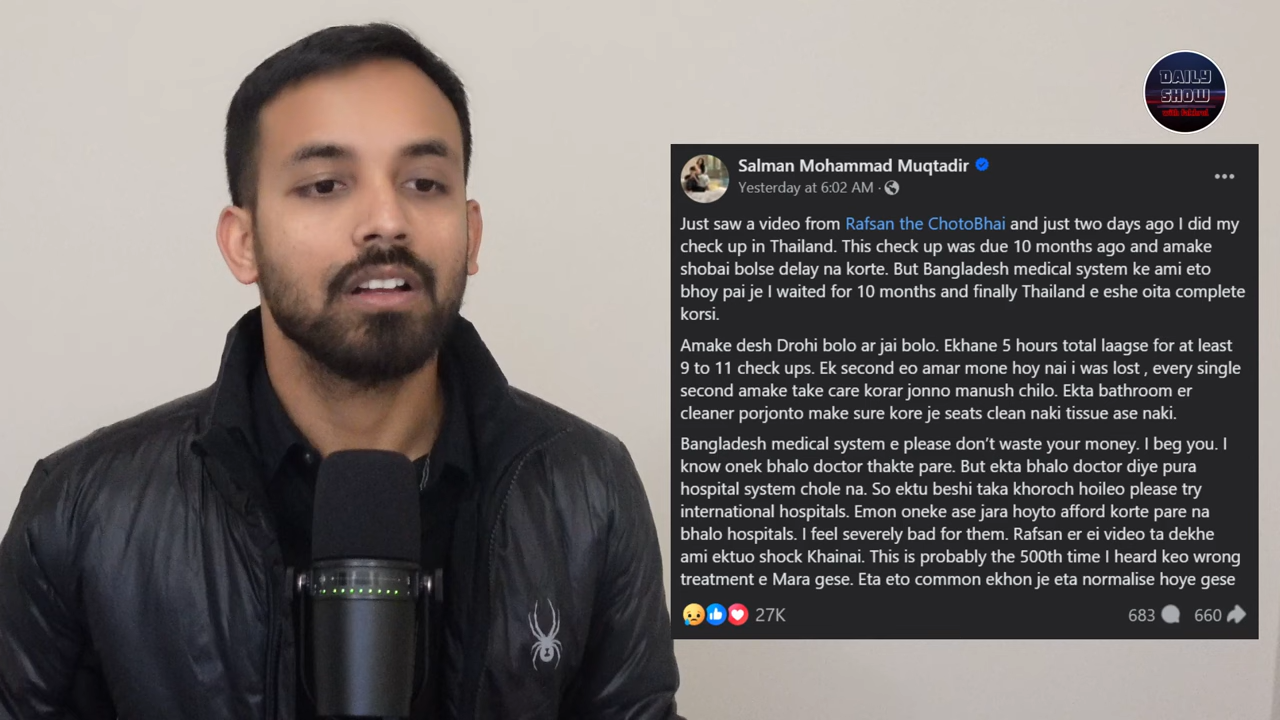 DAILY
SHOW
Salman Mohammad Muqtadir
Yesterday at 6:02 AM ·
Just saw a video from Rafsan the ChotoBhai and just two days ago I did my
check up in Thailand. This check up was due 10 months ago and amake
shobai bolse delay na korte. But Bangladesh medical system ke ami eto
bhoy pai je I waited for 10 months and finally Thailand e eshe oita complete
korsi.
Amake desh Drohi bolo ar jai bolo. Ekhane 5 hours total laagse for at least
9 to 11 check ups. Ek second eo amar mone hoy nai i was lost , every single
second amake take care korar jonno manush chilo. Ekta bathroom er
cleaner porjonto make sure kore je seats clean naki tissue ase naki.
Bangladesh medical system e please don’t waste your money. I beg you. I
know onek bhalo doctor thakte pare. But ekta bhalo doctor diye pura
hospital system chole na. So ektu beshi taka khoroch hoileo please try
international hospitals. Emon oneke ase jara hoyto afford korte pare na
bhalo hospitals. I feel severely bad for them. Rafsan er ei video ta dekhe
ami ektuo shock Khainai. This is probably the 500th time I heard keo wrong
treatment e Mara gese. Eta eto common ekhon je eta normalise hoye gese
27K 683 660